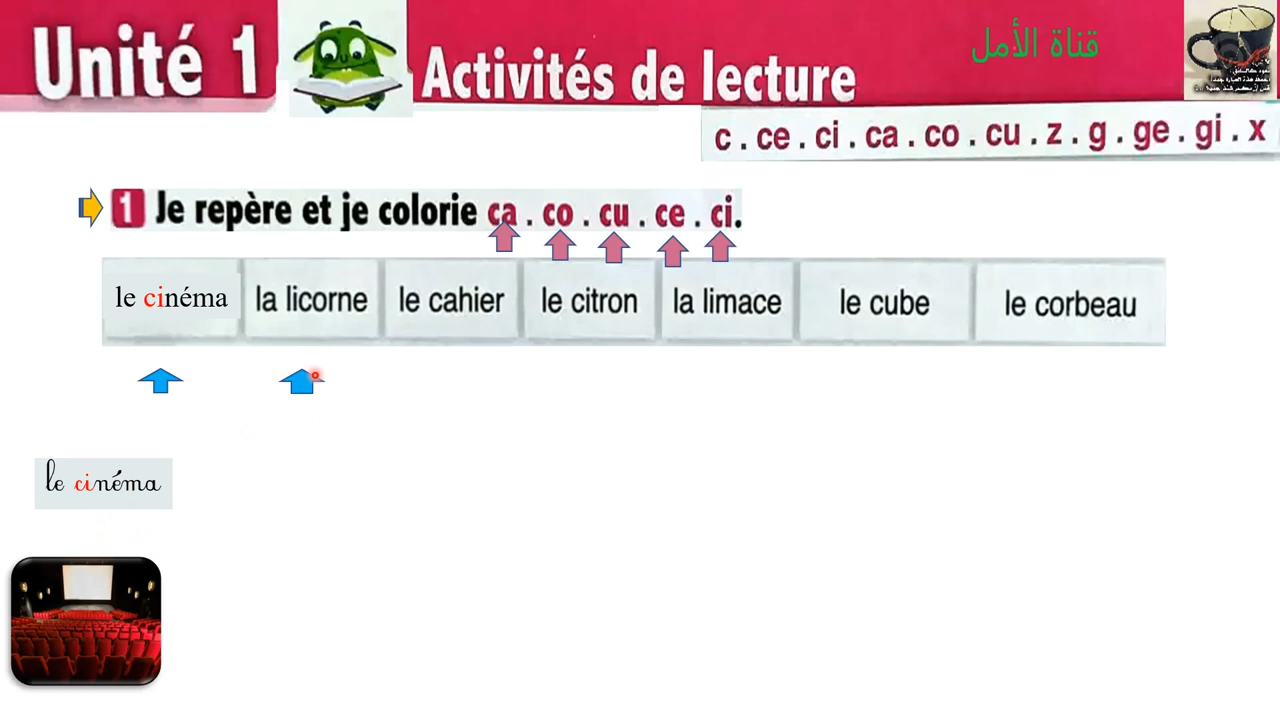 Unité 1
Activités de lecture
قناة الأمل
c . ce . ci . ca . co . cu . z . g . ge . gi . x
1 Je repère et je colorie ca . co . cu . ce . ci.
le cinéma
la licorne
le cahier
le citron
la limace
le cube
le corbeau
le cinéma